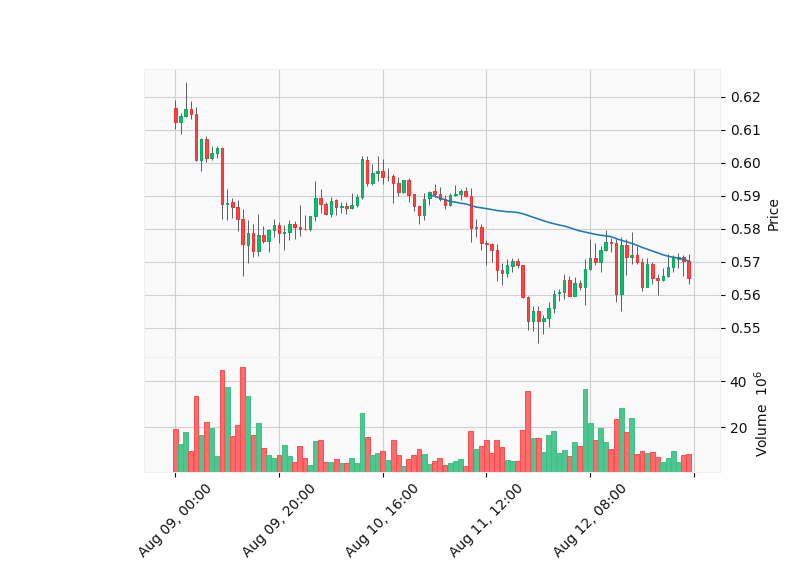 0.62
0.61
0.60
0.59
0.58
0.57
0.56
0.55
Price
40
20
Volume 10⁶
Aug 09, 00:00
Aug 09, 20:00
Aug 10, 16:00
Aug 11, 12:00
Aug 12, 08:00